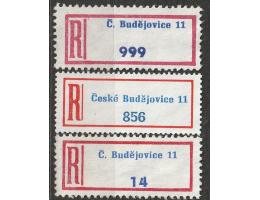 R Č. Budějovice 11
999
R České Budějovice 11
856
R Č. Budějovice 11
14